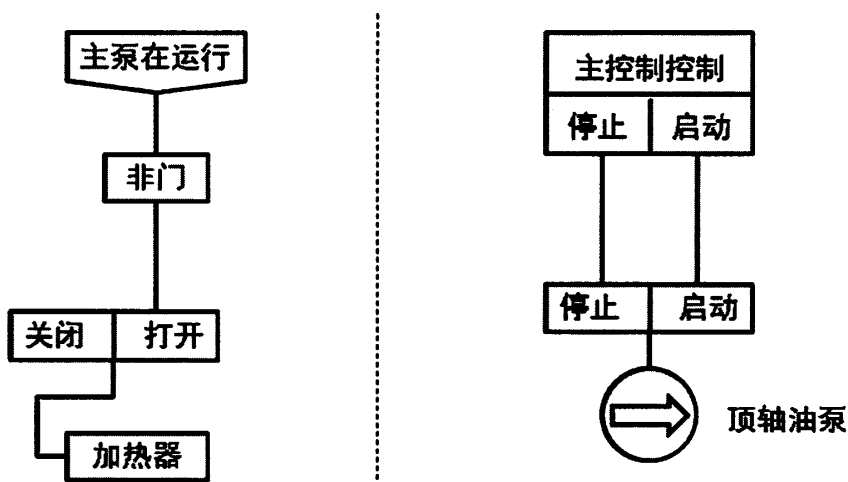 主泵在运行
非门
关闭 打开
加热器
主控制控制
停止 启动
停止 启动
顶轴油泵